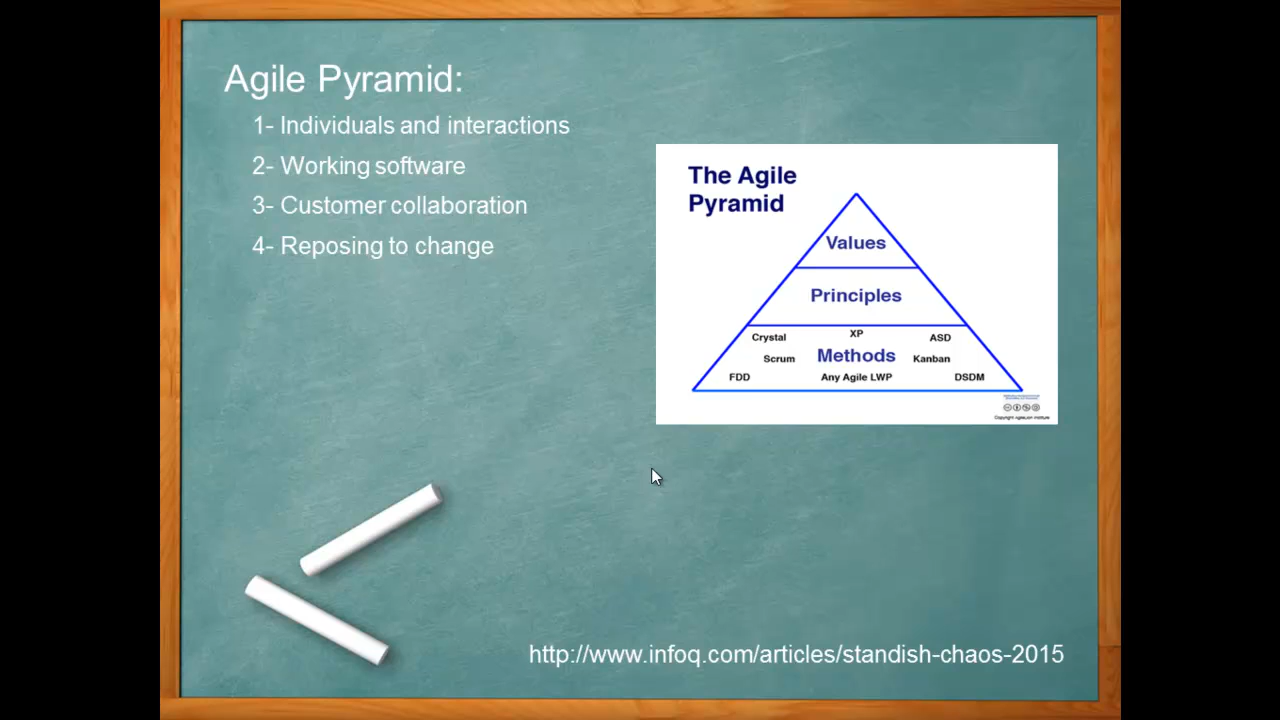 Agile Pyramid:
1- Individuals and interactions
2- Working software
3- Customer collaboration
4- Reposing to change
The Agile
Pyramid
Values
Principles
Crystal XP ASD
Scrum Methods Kanban
FDD Any Agile LWP DSDM
http://www.infoq.com/articles/standish-chaos-2015